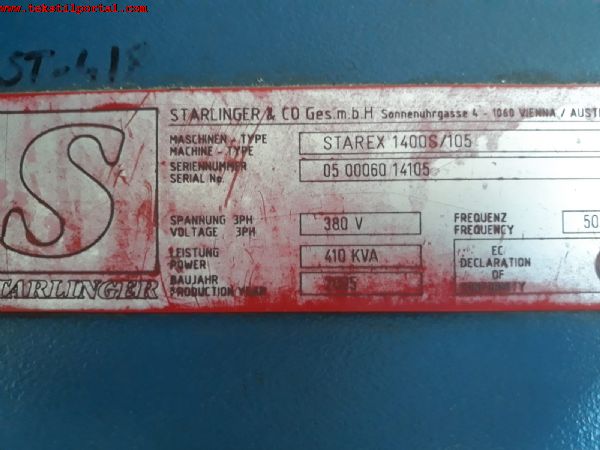 www.tekstilportal.com
ST-418
STARLINGER & CO Ges.m.b.H Sonnenuhrgasse 4 - 1060 VIENNA / AUST
MASCHINEN - TYPE
MACHINE - TYPE
STAREX 1400S/105
SERIENNUMMER
SERIAL No.
05 00060 14105
SPANNUNG 3PH
VOLTAGE 3PH
380 V
FREQUENZ
FREQUENCY
50
LEISTUNG
POWER
410 KVA
EC
DECLARATION
OF
CONFORMITY
BAUJAHR
PRODUCTION YEAR
2005
S
STARLINGER